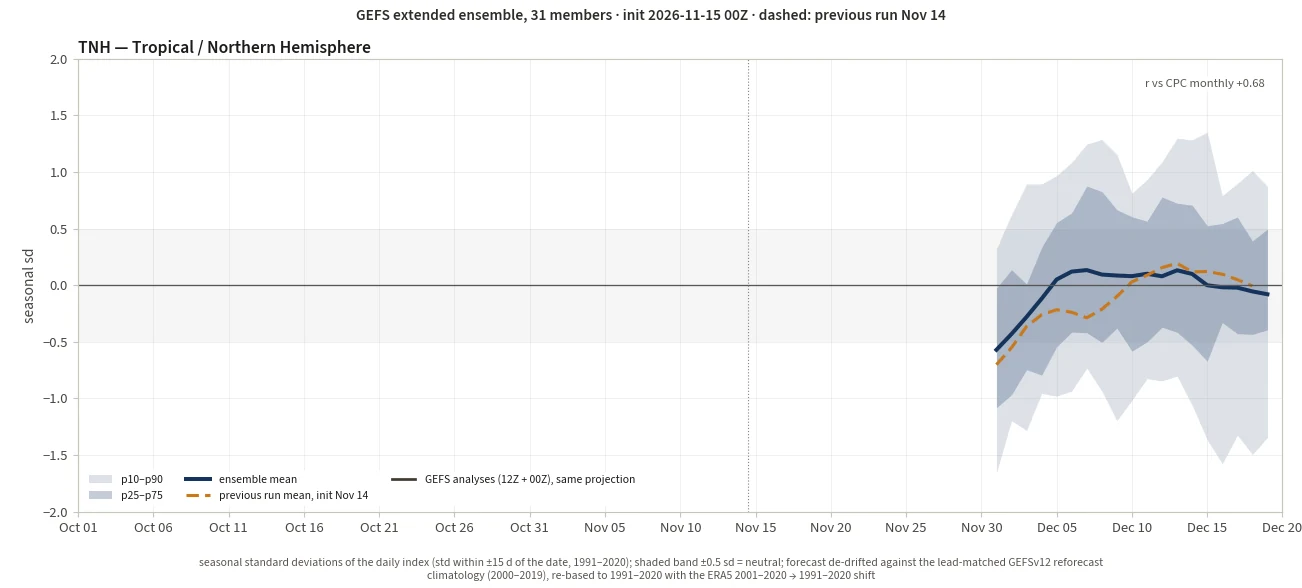 GEFS extended ensemble, 31 members · init 2026-11-15 00Z · dashed: previous run Nov 14
TNH — Tropical / Northern Hemisphere
r vs CPC monthly +0.68
seasonal sd
2.0
1.5
1.0
0.5
0.0
−0.5
−1.0
−1.5
−2.0
p10–p90
p25–p75
ensemble mean
previous run mean, init Nov 14
GEFS analyses (12Z + 00Z), same projection
Oct 01 Oct 06 Oct 11 Oct 16 Oct 21 Oct 26 Oct 31 Nov 05 Nov 10 Nov 15 Nov 20 Nov 25 Nov 30 Dec 05 Dec 10 Dec 15 Dec 20
seasonal standard deviations of the daily index (std within ±15 d of the date, 1991–2020); shaded band ±0.5 sd = neutral; forecast de-drifted against the lead-matched GEFSv12 reforecast
climatology (2000–2019), re-based to 1991–2020 with the ERA5 2001–2020 → 1991–2020 shift